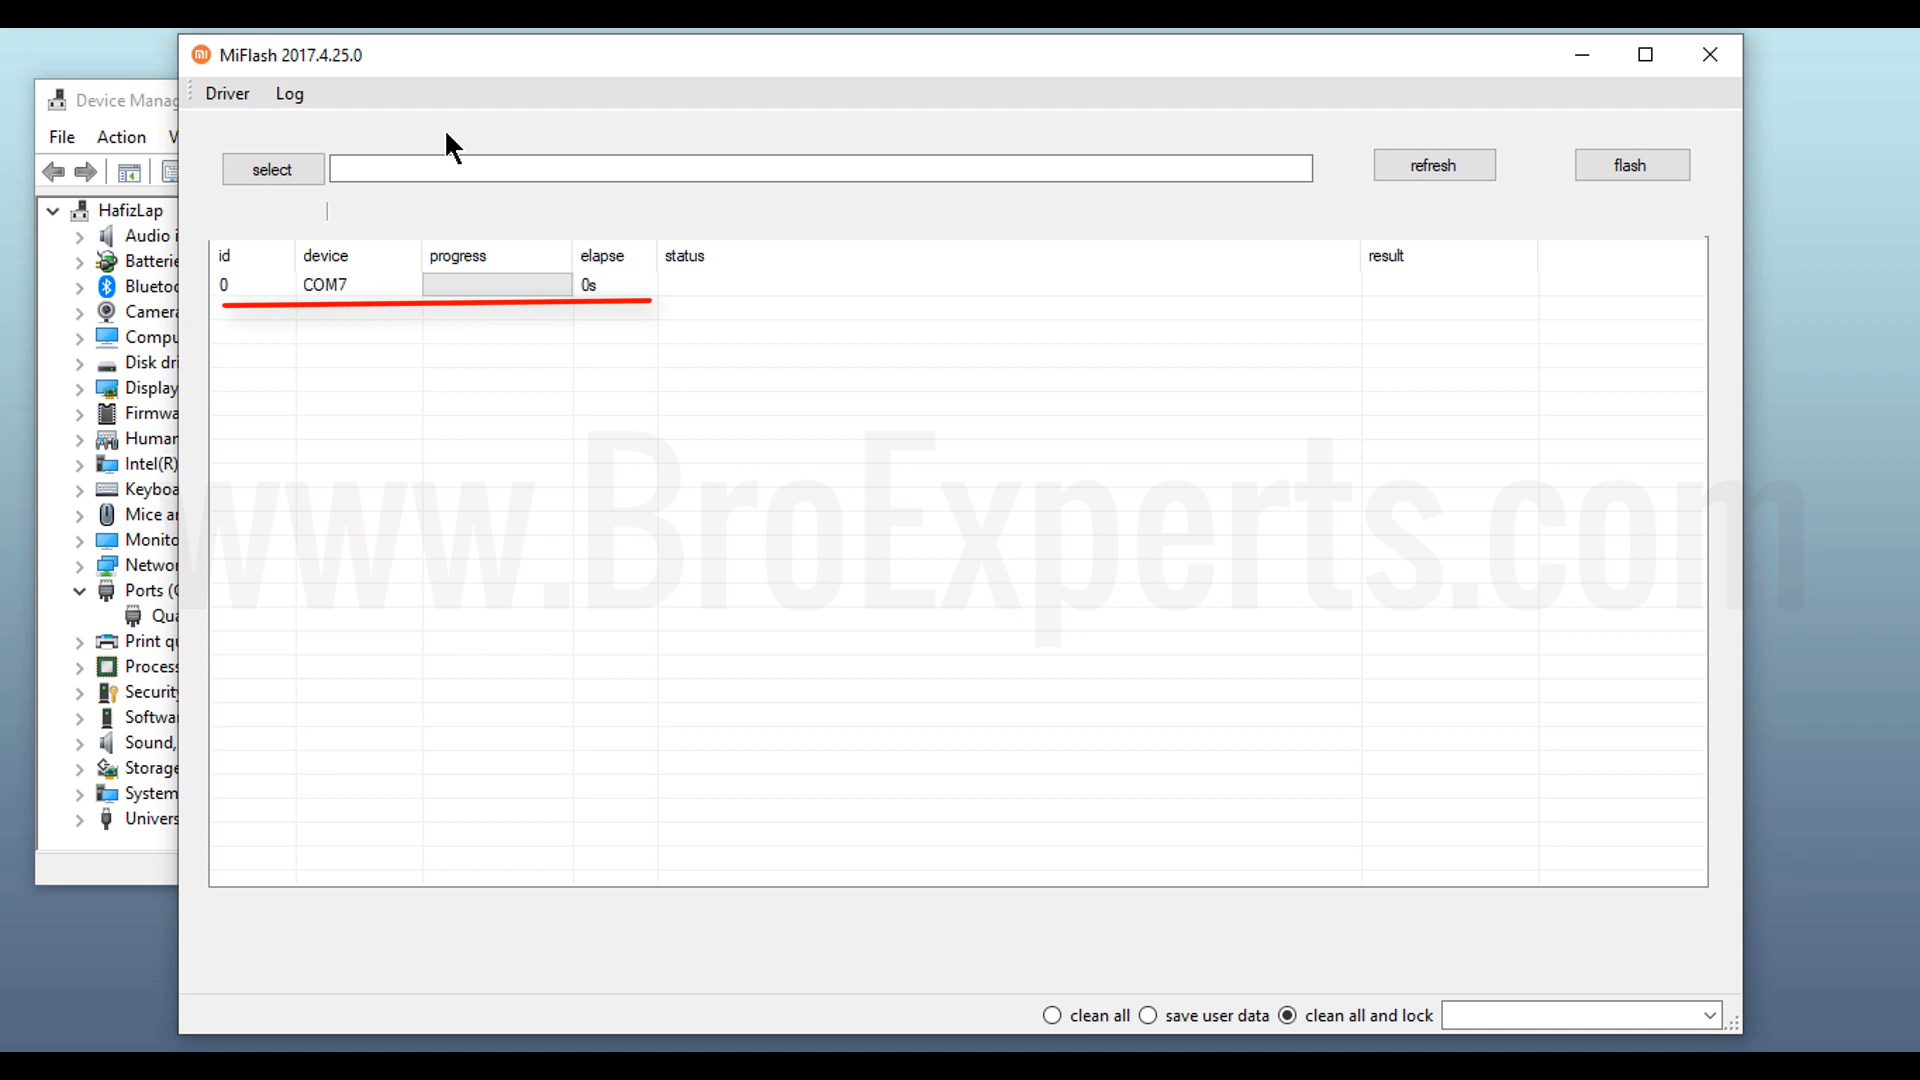 MiFlash 2017.4.25.0
Driver Log
select
refresh
flash
id device progress elapse status result
0 COM7 0s
clean all save user data clean all and lock
Device Manag
File Action V
HafizLap
Audio i
Batterie
Bluetoo
Camera
Compu
Disk dri
Display
Firmwa
Human
Intel(R)
Keyboa
Mice an
Monito
Networ
Ports (C
Qua
Print qu
Process
Security
Softwa
Sound,
Storage
System
Univers
www.BroExperts.com